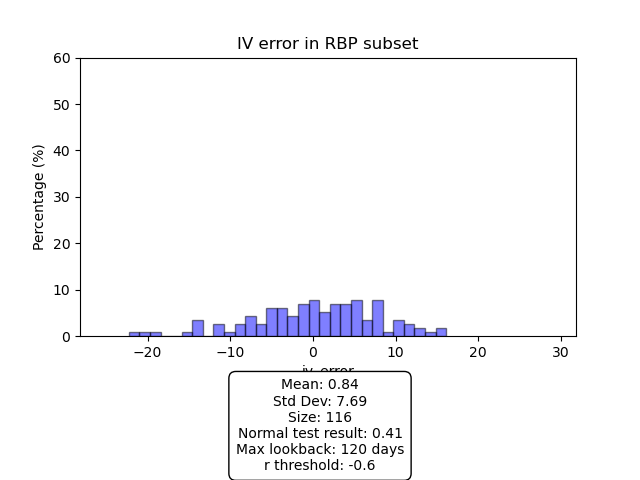 IV error in RBP subset
60
50
40
30
20
10
0
Percentage (%)
−20
−10
0
10
20
30
iv_error
Mean: 0.84
Std Dev: 7.69
Size: 116
Normal test result: 0.41
Max lookback: 120 days
r threshold: -0.6